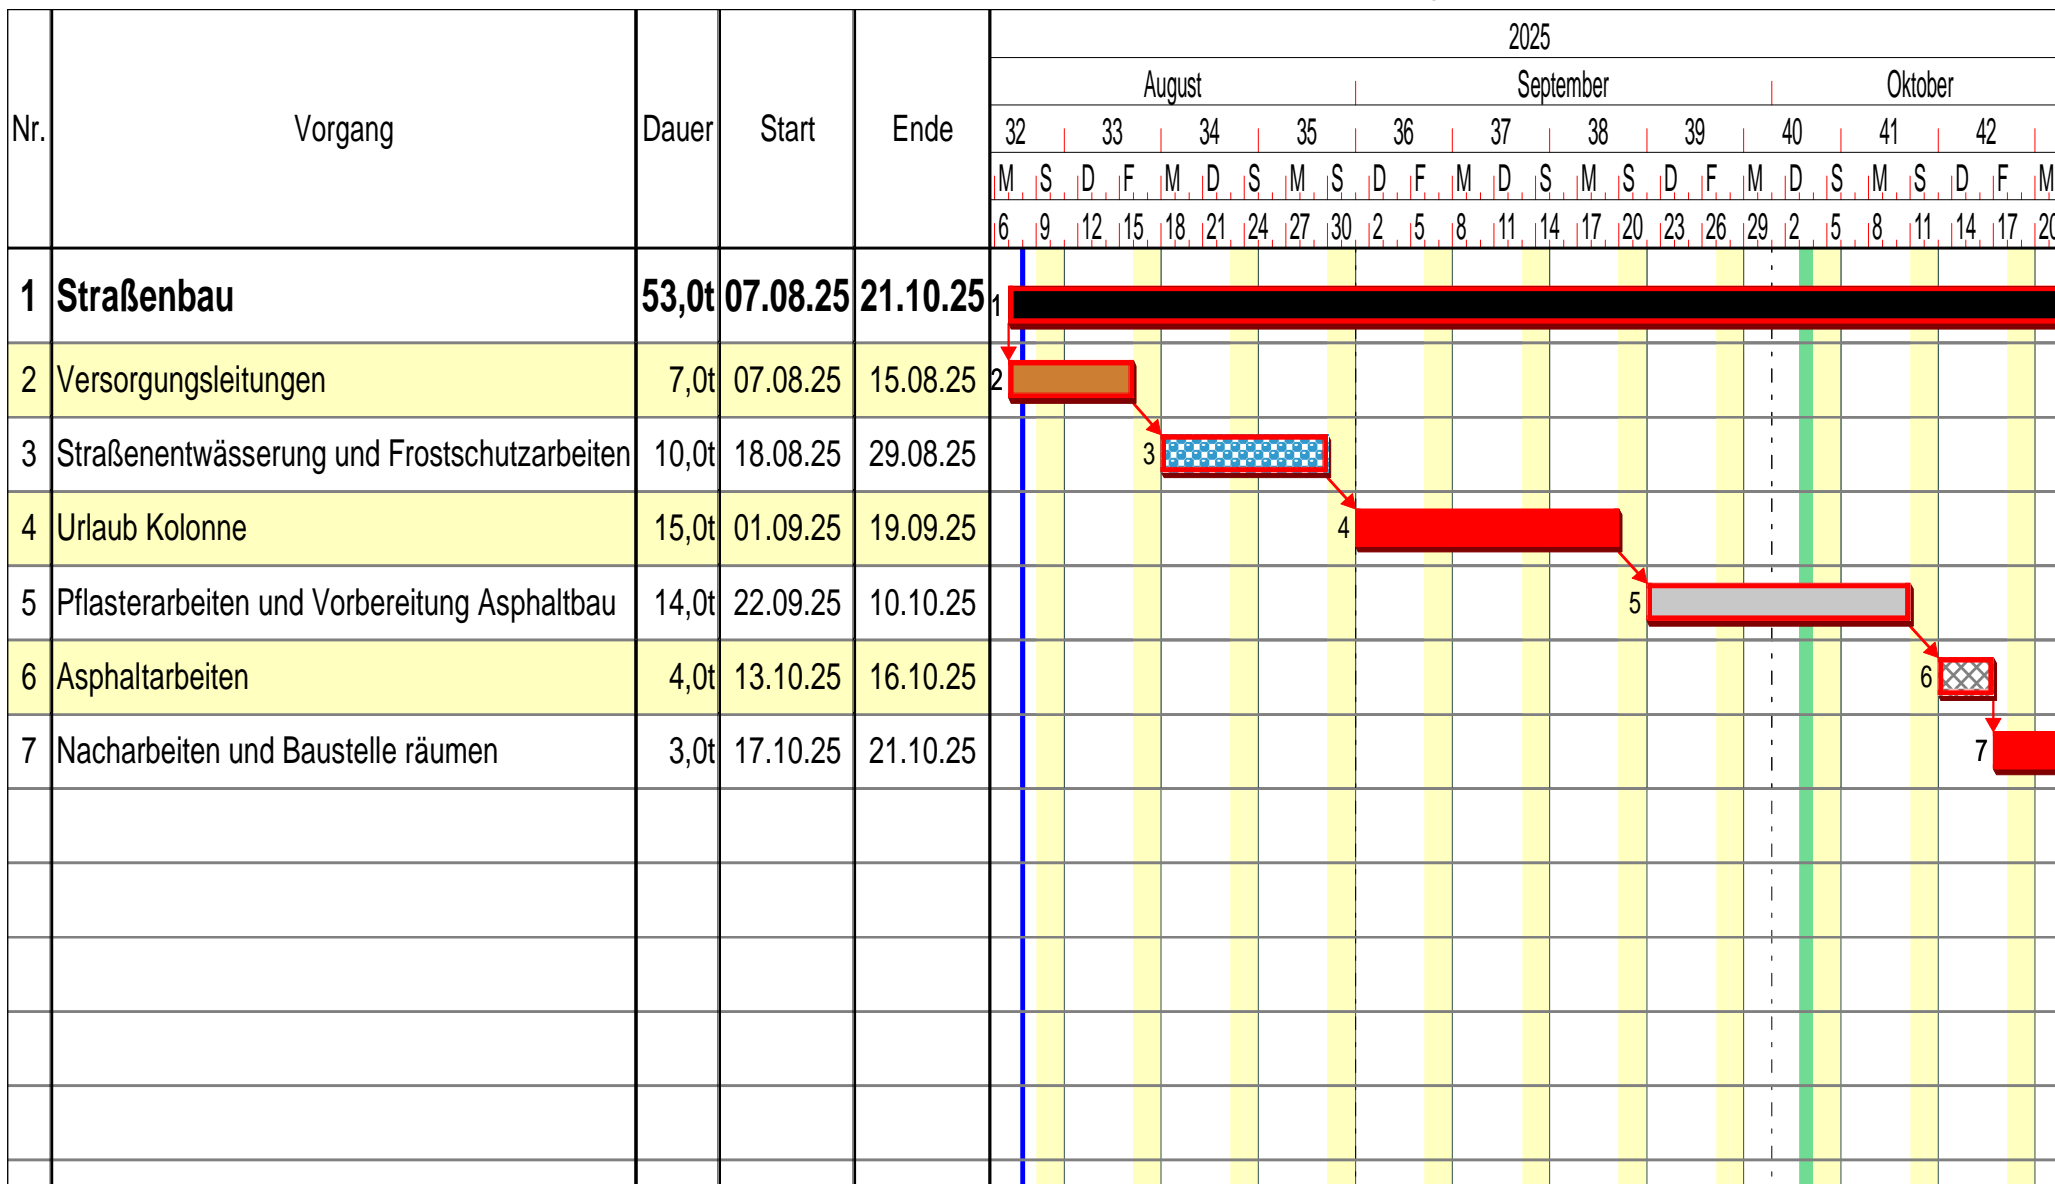 2025
August September Oktober
Nr. Vorgang Dauer Start Ende 32 33 34 35 36 37 38 39 40 41 42
M S D F M D S M S D F M D S M S D F M D S M S D F M
6 9 12 15 18 21 24 27 30 2 5 8 11 14 17 20 23 26 29 2 5 8 11 14 17 20
1 Straßenbau 53,0t 07.08.25 21.10.25 1
2 Versorgungsleitungen 7,0t 07.08.25 15.08.25 2
3 Straßenentwässerung und Frostschutzarbeiten 10,0t 18.08.25 29.08.25 3
4 Urlaub Kolonne 15,0t 01.09.25 19.09.25 4
5 Pflasterarbeiten und Vorbereitung Asphaltbau 14,0t 22.09.25 10.10.25 5
6 Asphaltarbeiten 4,0t 13.10.25 16.10.25 6
7 Nacharbeiten und Baustelle räumen 3,0t 17.10.25 21.10.25 7